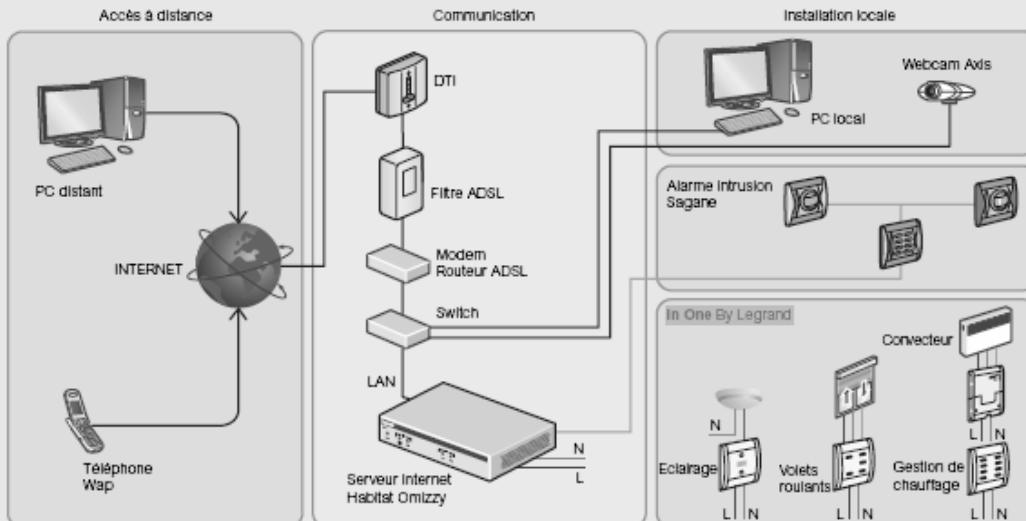 Accès à distance
Communication
Installation locale
PC distant
INTERNET
Téléphone
Wap
DTI
Filtre ADSL
Modem
Routeur ADSL
Switch
LAN
N
L
Serveur Internet
Habitat Omizzy
PC local
Webcam Axis
Alarme Intrusion
Sagane
In One By Legrand
Convecteur
N
Eclairage
L N
Volets
roulants
L N
L N
Gestion de
chauffage
L N